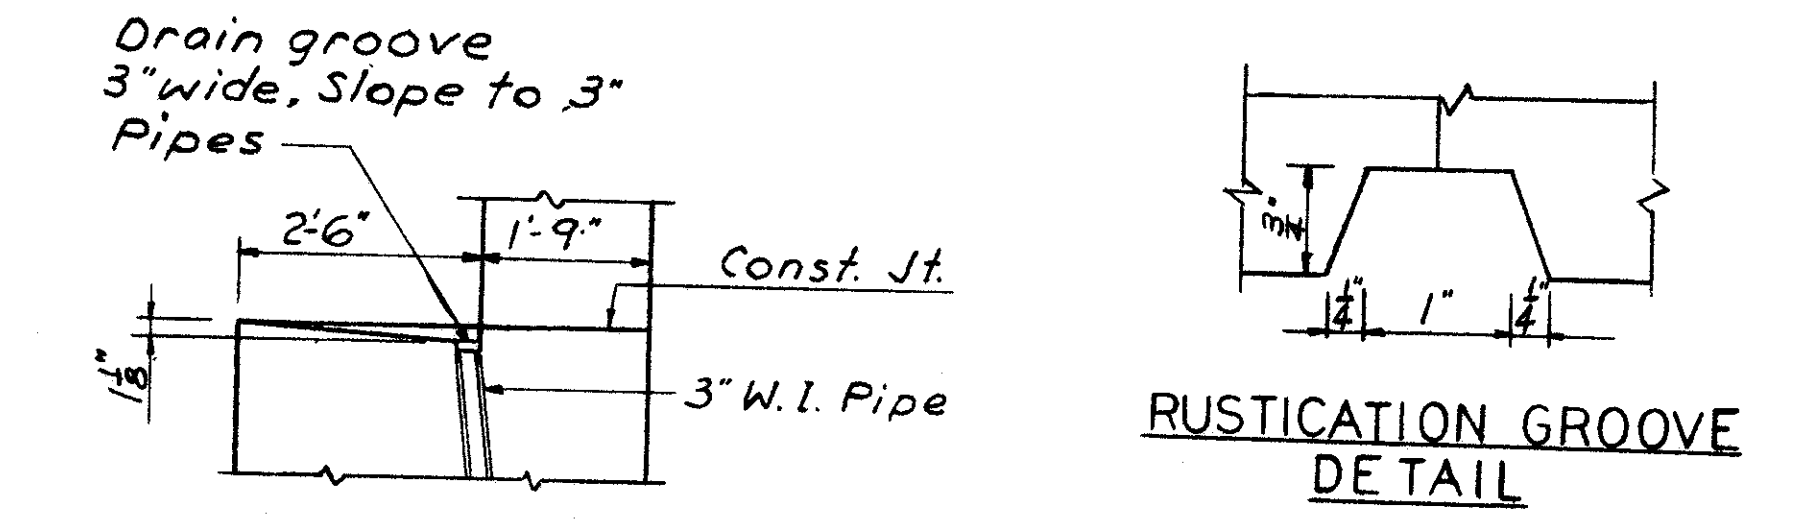 Drain groove
3" wide, Slope to 3"
Pipes
2'-6"
1'-9"
Const. Jt.
1 1/8"
3" W.I. Pipe
3/4"
1/4"
1"
1/4"
RUSTICATION GROOVE
DETAIL